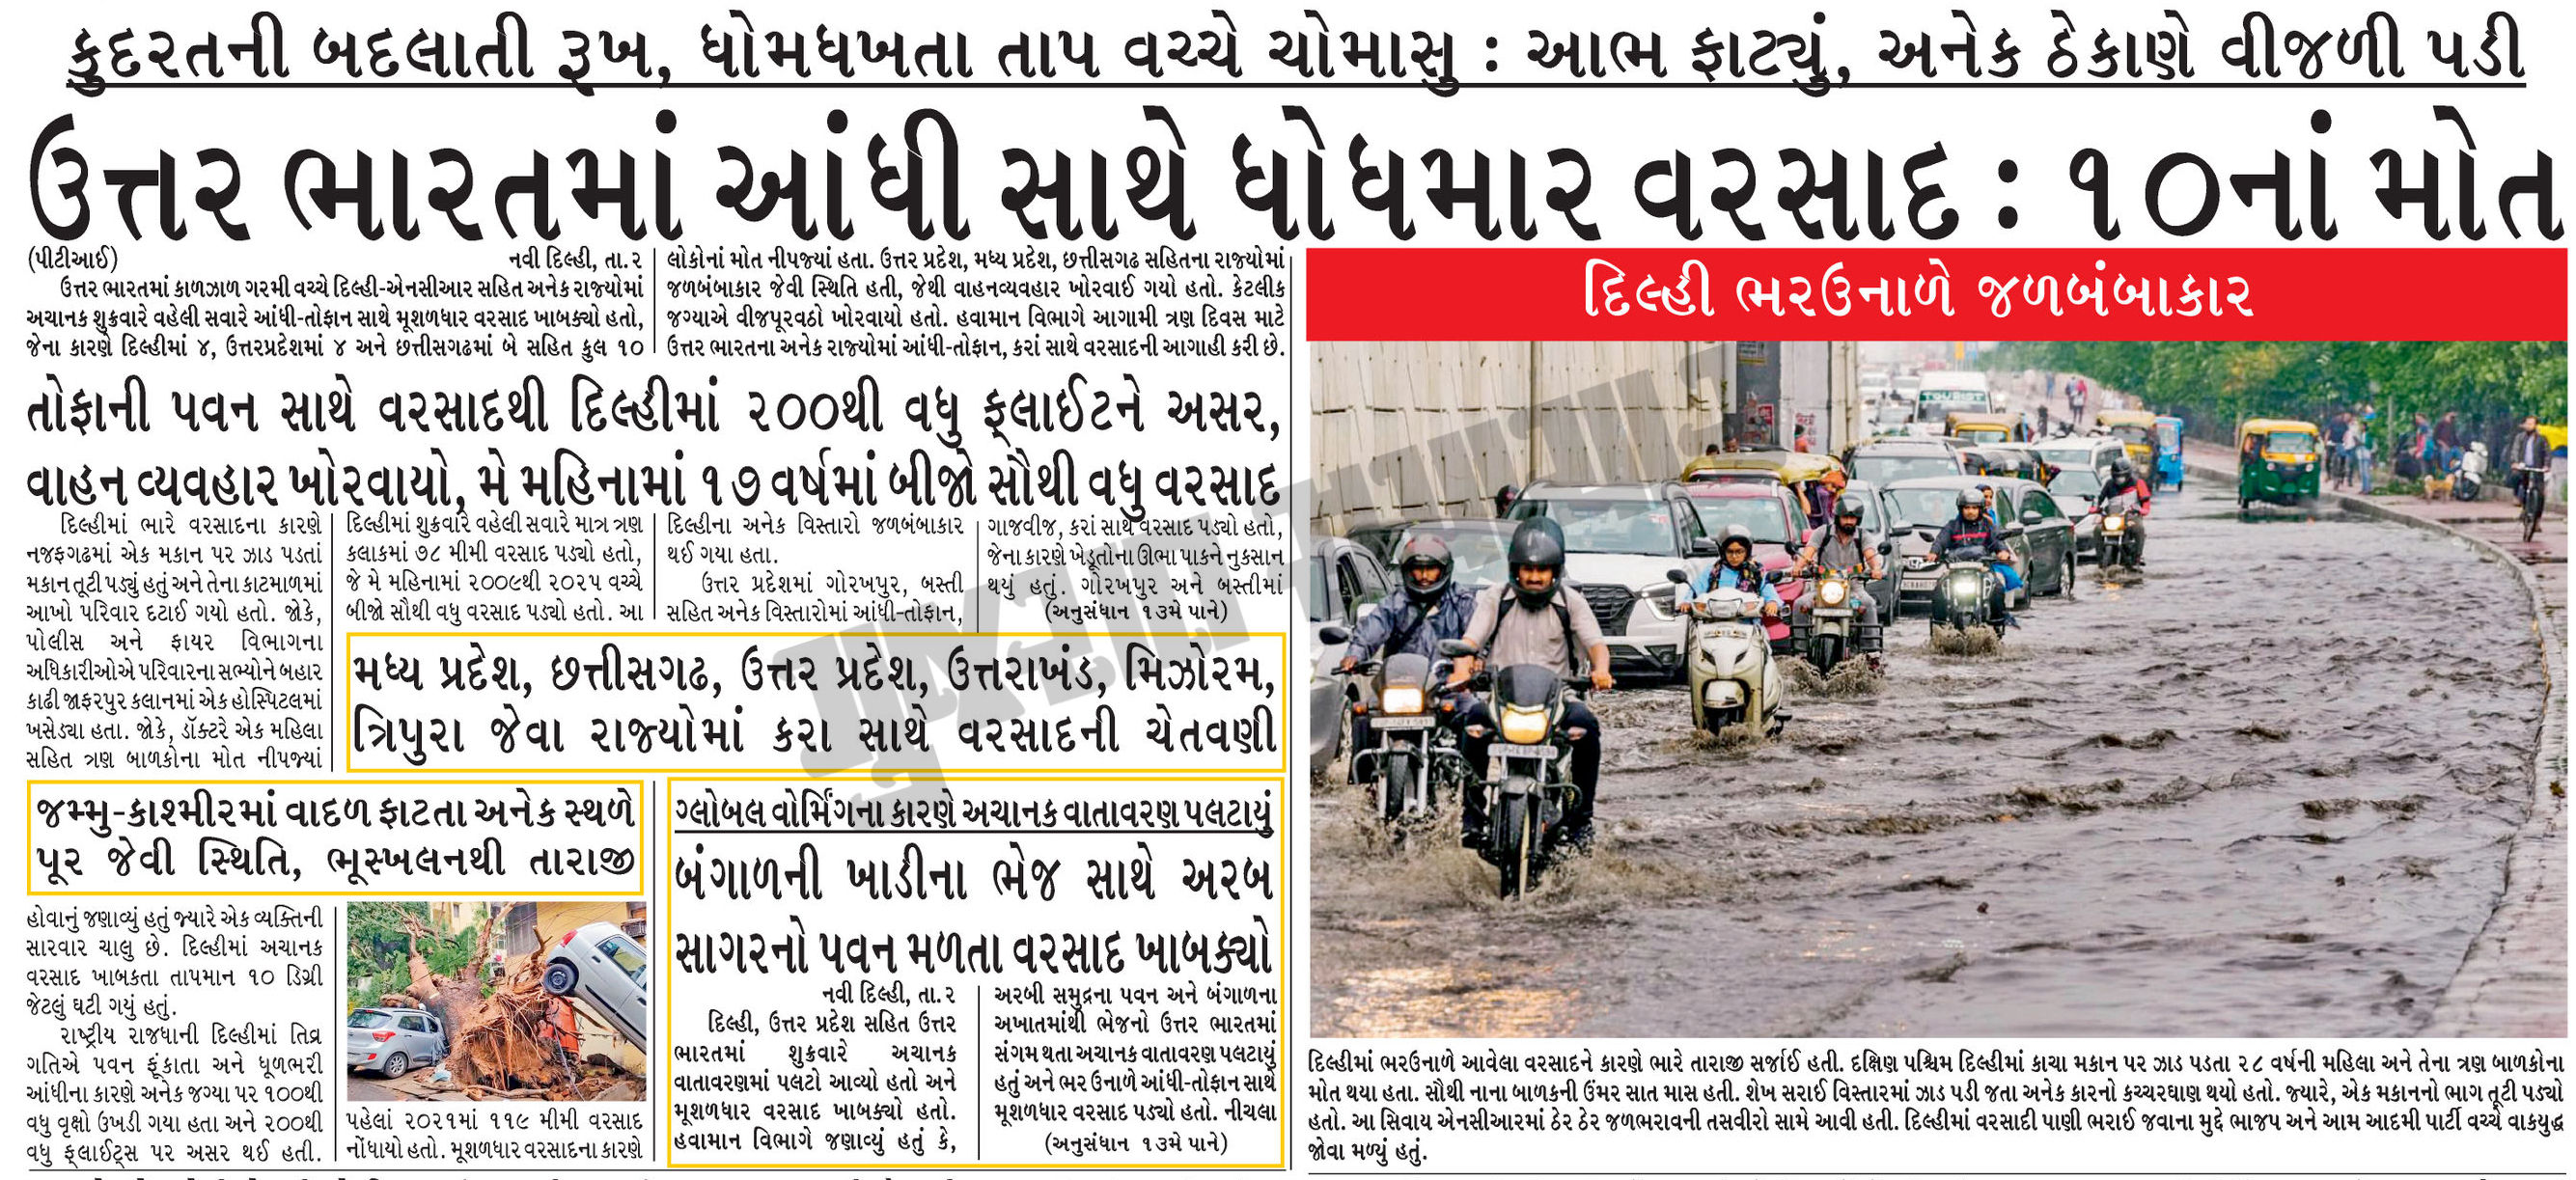 કુદરતની બદલાતી રૂખ, ધોમધખતા તાપ વચ્ચે ચોમાસુ : આભ ફાટ્યું, અનેક ઠેકાણે વીજળી પડી
ઉત્તર ભારતમાં આંધી સાથે ધોધમાર વરસાદ : ૧૦નાં મોત
(પીટીઆઈ) નવી દિલ્હી, તા.૨
ઉત્તર ભારતમાં કાળઝાળ ગરમી વચ્ચે દિલ્હી-એનસીઆર સહિત અનેક રાજ્યોમાં
અચાનક શુક્રવારે વહેલી સવારે આંધી-તોફાન સાથે મૂશળધાર વરસાદ ખાબક્યો હતો,
જેના કારણે દિલ્હીમાં ૪, ઉત્તરપ્રદેશમાં ૪ અને છત્તીસગઢમાં બે સહિત કુલ ૧૦
લોકોનાં મોત નીપજ્યાં હતા. ઉત્તર પ્રદેશ, મધ્ય પ્રદેશ, છત્તીસગઢ સહિતના રાજ્યોમાં
જળબંબાકાર જેવી સ્થિતિ હતી, જેથી વાહનવ્યવહાર ખોરવાઈ ગયો હતો. કેટલીક
જગ્યાએ વીજપૂરવઠો ખોરવાયો હતો. હવામાન વિભાગે આગામી ત્રણ દિવસ માટે
ઉત્તર ભારતના અનેક રાજ્યોમાં આંધી-તોફાન, કરાં સાથે વરસાદની આગાહી કરી છે.
તોફાની પવન સાથે વરસાદથી દિલ્હીમાં ૨૦૦થી વધુ ફ્લાઈટને અસર,
વાહન વ્યવહાર ખોરવાયો, મે મહિનામાં ૧૭ વર્ષમાં બીજો સૌથી વધુ વરસાદ
દિલ્હીમાં ભારે વરસાદના કારણે
નજફગઢમાં એક મકાન પર ઝાડ પડતાં
મકાન તૂટી પડ્યું હતું અને તેના કાટમાળમાં
આખો પરિવાર દટાઈ ગયો હતો. જોકે,
પોલીસ અને ફાયર વિભાગના
અધિકારીઓએ પરિવારના સભ્યોને બહાર
કાઢી જાફરપુર કલાનમાં એક હોસ્પિટલમાં
ખસેડ્યા હતા. જોકે, ડૉક્ટરે એક મહિલા
સહિત ત્રણ બાળકોના મોત નીપજ્યાં
દિલ્હીમાં શુક્રવારે વહેલી સવારે માત્ર ત્રણ
કલાકમાં ૭૮ મીમી વરસાદ પડ્યો હતો,
જે મે મહિનામાં ૨૦૦૯થી ૨૦૨૫ વચ્ચે
બીજો સૌથી વધુ વરસાદ પડ્યો હતો. આ
દિલ્હીના અનેક વિસ્તારો જળબંબાકાર
થઈ ગયા હતા.
ઉત્તર પ્રદેશમાં ગોરખપુર, બસ્તી
સહિત અનેક વિસ્તારોમાં આંધી-તોફાન,
ગાજવીજ, કરાં સાથે વરસાદ પડ્યો હતો,
જેના કારણે ખેડૂતોના ઊભા પાકને નુકસાન
થયું હતું. ગોરખપુર અને બસ્તીમાં
(અનુસંધાન ૧૩મે પાને)
મધ્ય પ્રદેશ, છત્તીસગઢ, ઉત્તર પ્રદેશ, ઉત્તરાખંડ, મિઝોરમ,
ત્રિપુરા જેવા રાજ્યોમાં કરા સાથે વરસાદની ચેતવણી
જમ્મુ-કાશ્મીરમાં વાદળ ફાટતા અનેક સ્થળે
પૂર જેવી સ્થિતિ, ભૂસ્ખલનથી તારાજી
હોવાનું જણાવ્યું હતું જ્યારે એક વ્યક્તિની
સારવાર ચાલુ છે. દિલ્હીમાં અચાનક
વરસાદ ખાબકતા તાપમાન ૧૦ ડિગ્રી
જેટલું ઘટી ગયું હતું.
રાષ્ટ્રીય રાજધાની દિલ્હીમાં તિવ્ર
ગતિએ પવન ફૂંકાતા અને ધૂળભરી
આંધીના કારણે અનેક જગ્યા પર ૧૦૦થી
વધુ વૃક્ષો ઉખડી ગયા હતા અને ૨૦૦થી
વધુ ફ્લાઈટ્સ પર અસર થઈ હતી.
પહેલાં ૨૦૨૧માં ૧૧૯ મીમી વરસાદ
નોંધાયો હતો. મૂશળધાર વરસાદના કારણે
ગ્લોબલ વોર્મિંગના કારણે અચાનક વાતાવરણ પલટાયું
બંગાળની ખાડીના ભેજ સાથે અરબ
સાગરનો પવન મળતા વરસાદ ખાબક્યો
નવી દિલ્હી, તા.૨
દિલ્હી, ઉત્તર પ્રદેશ સહિત ઉત્તર
ભારતમાં શુક્રવારે અચાનક
વાતાવરણમાં પલટો આવ્યો હતો અને
મૂશળધાર વરસાદ ખાબક્યો હતો.
હવામાન વિભાગે જણાવ્યું હતું કે,
અરબી સમુદ્રના પવન અને બંગાળના
અખાતમાંથી ભેજનો ઉત્તર ભારતમાં
સંગમ થતા અચાનક વાતાવરણ પલટાયું
હતું અને ભર ઉનાળે આંધી-તોફાન સાથે
મૂશળધાર વરસાદ પડ્યો હતો. નીચલા
(અનુસંધાન ૧૩મે પાને)
દિલ્હી ભરઉનાળે જળબંબાકાર
TOURIST
દિલ્હીમાં ભરઉનાળે આવેલા વરસાદને કારણે ભારે તારાજી સર્જાઈ હતી. દક્ષિણ પશ્ચિમ દિલ્હીમાં કાચા મકાન પર ઝાડ પડતા ૨૮ વર્ષની મહિલા અને તેના ત્રણ બાળકોના
મોત થયા હતા. સૌથી નાના બાળકની ઉંમર સાત માસ હતી. શેખ સરાઈ વિસ્તારમાં ઝાડ પડી જતા અનેક કારનો કચ્ચરઘાણ થયો હતો. જ્યારે, એક મકાનનો ભાગ તૂટી પડ્યો
હતો. આ સિવાય એનસીઆરમાં ઠેર ઠેર જળભરાવની તસવીરો સામે આવી હતી. દિલ્હીમાં વરસાદી પાણી ભરાઈ જવાના મુદ્દે ભાજપ અને આમ આદમી પાર્ટી વચ્ચે વાકયુદ્ધ
જોવા મળ્યું હતું.
ગુજરાત સમાચાર